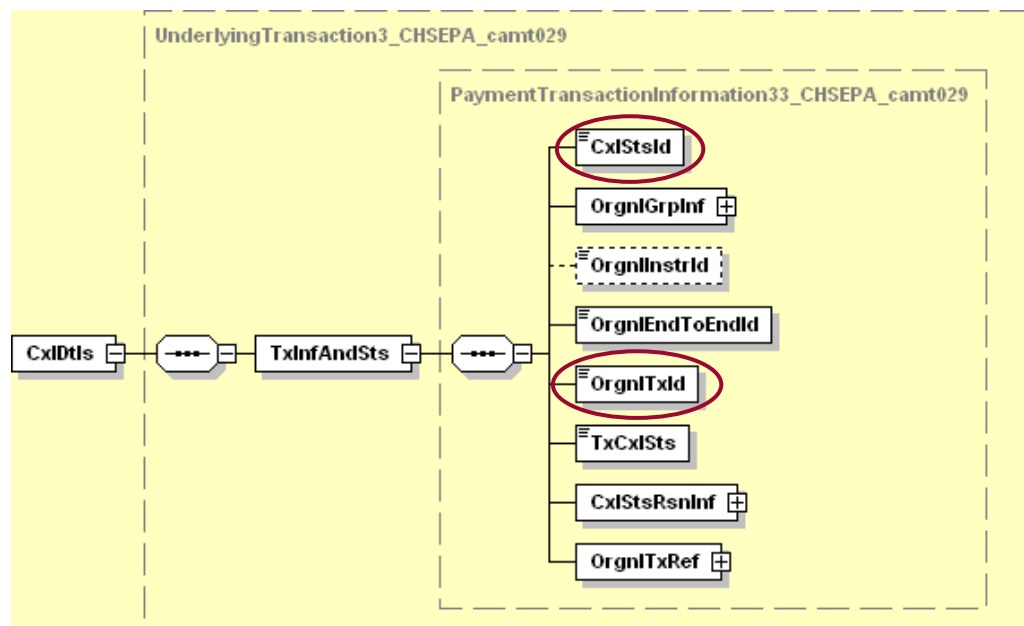 UnderlyingTransaction3_CHSEPA_camt029
PaymentTransactionInformation33_CHSEPA_camt029
CxlStsId
OrgnlGrpInf
OrgnlInstrId
OrgnlEndToEndId
CxlDtls
TxInfAndSts
OrgnlTxId
TxCxlSts
CxlStsRsnInf
OrgnlTxRef